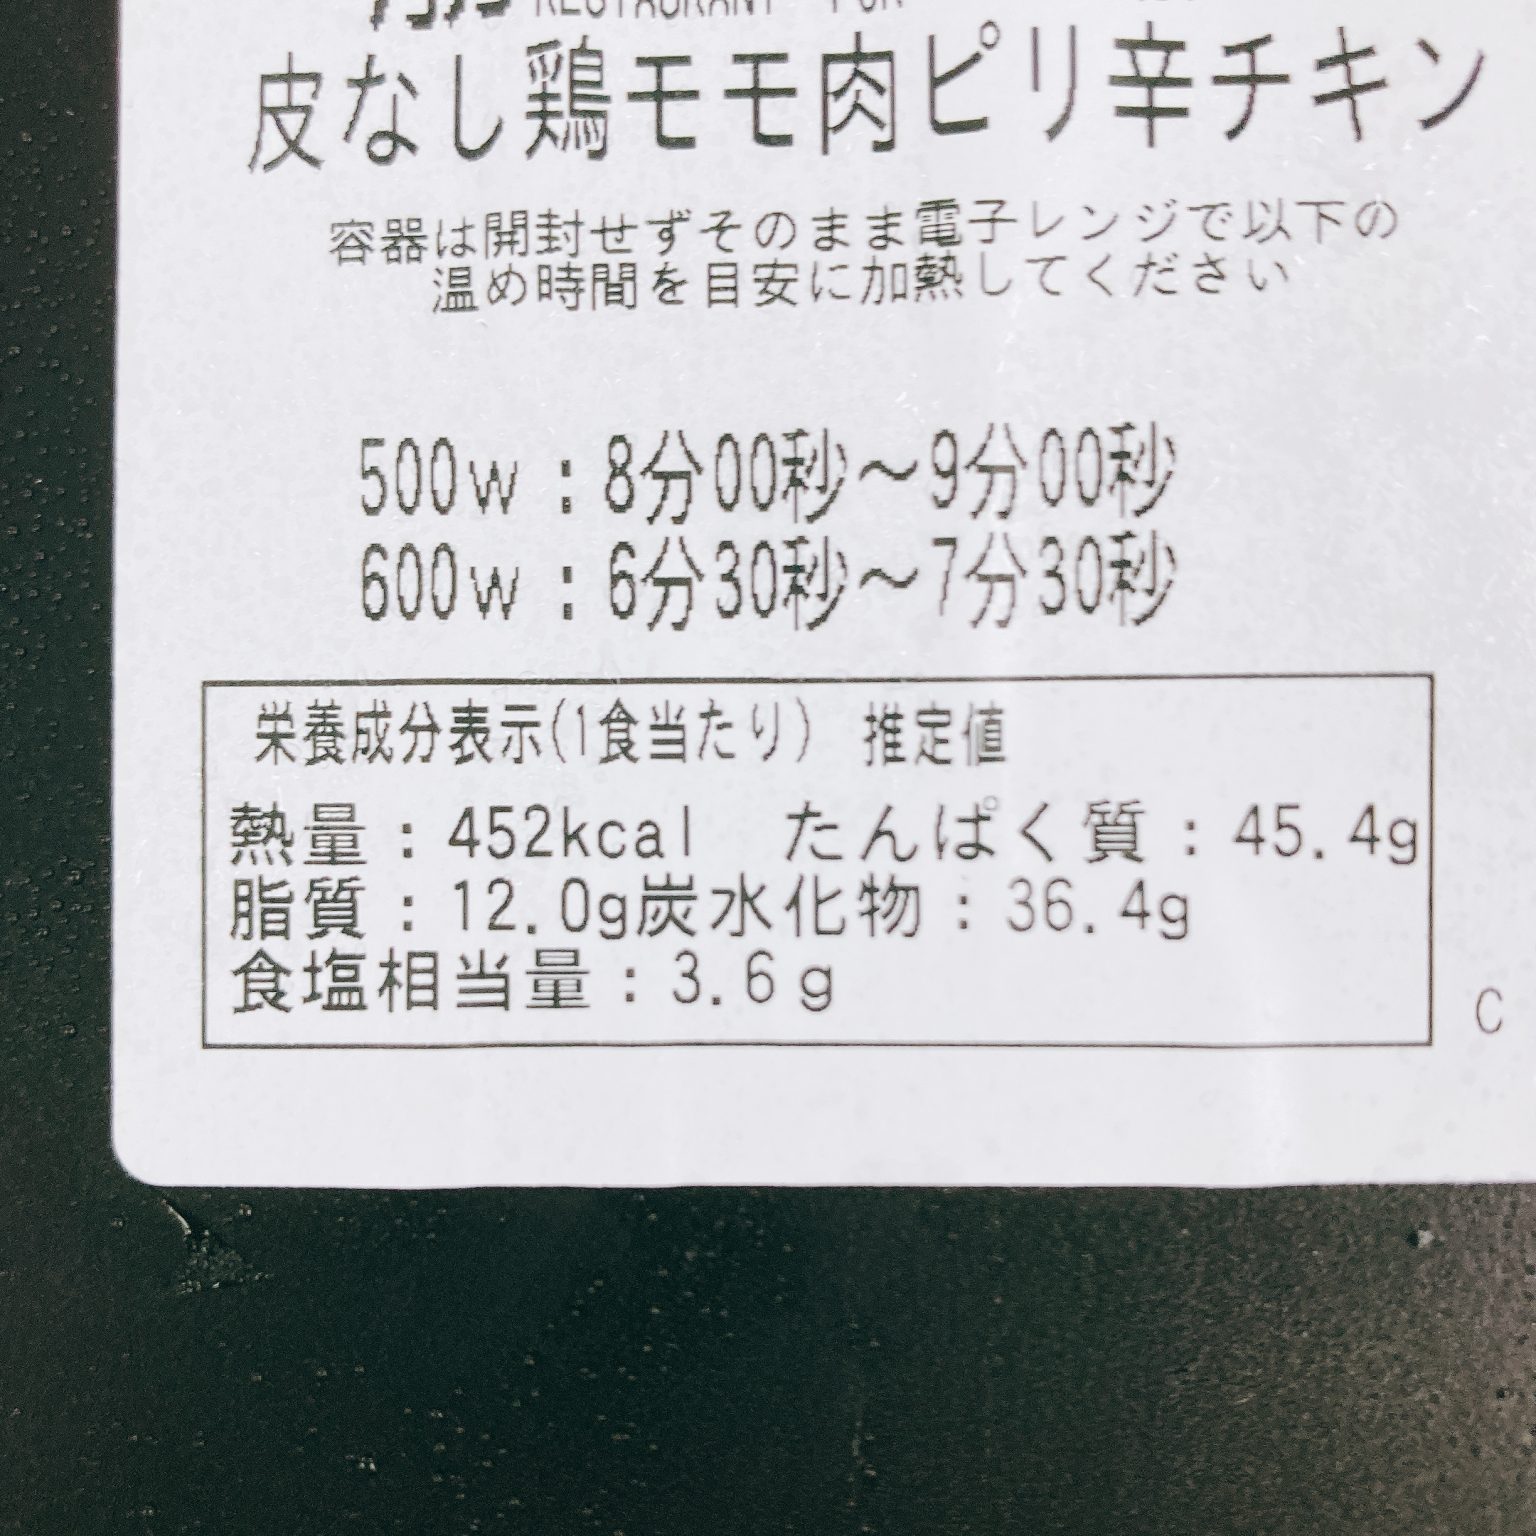 皮なし鶏モモ肉ピリ辛チキン
容器は開封せずそのまま電子レンジで以下の
温め時間を目安に加熱してください
500w：8分00秒～9分00秒
600w：6分30秒～7分30秒
栄養成分表示(1食当たり) 推定値
熱量：452kcal たんぱく質：45.4g
脂質：12.0g炭水化物：36.4g
食塩相当量：3.6g
C